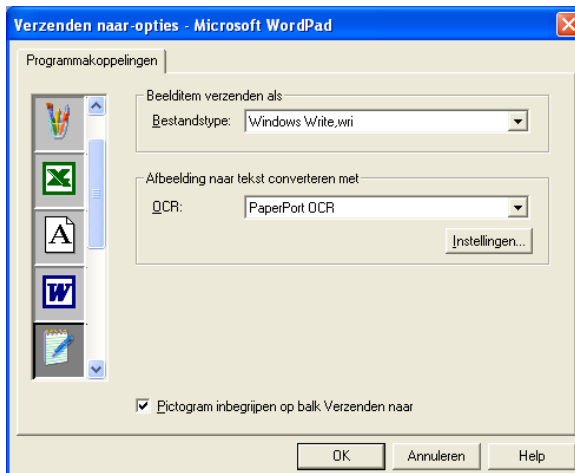 Verzenden naar-opties - Microsoft WordPad
Programmakoppelingen
Beelditem verzenden als
Bestandstype:
Windows Write,wri
Afbeelding naar tekst converteren met
OCR:
PaperPort OCR
Instellingen...
A
W
Pictogram inbegrijpen op balk Verzenden naar
OK
Annuleren
Help